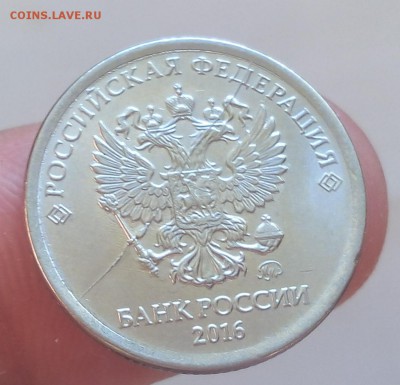 COINS.LAVE.RU
РОССИЙСКАЯ ФЕДЕРАЦИЯ
БАНК РОССИИ
2016